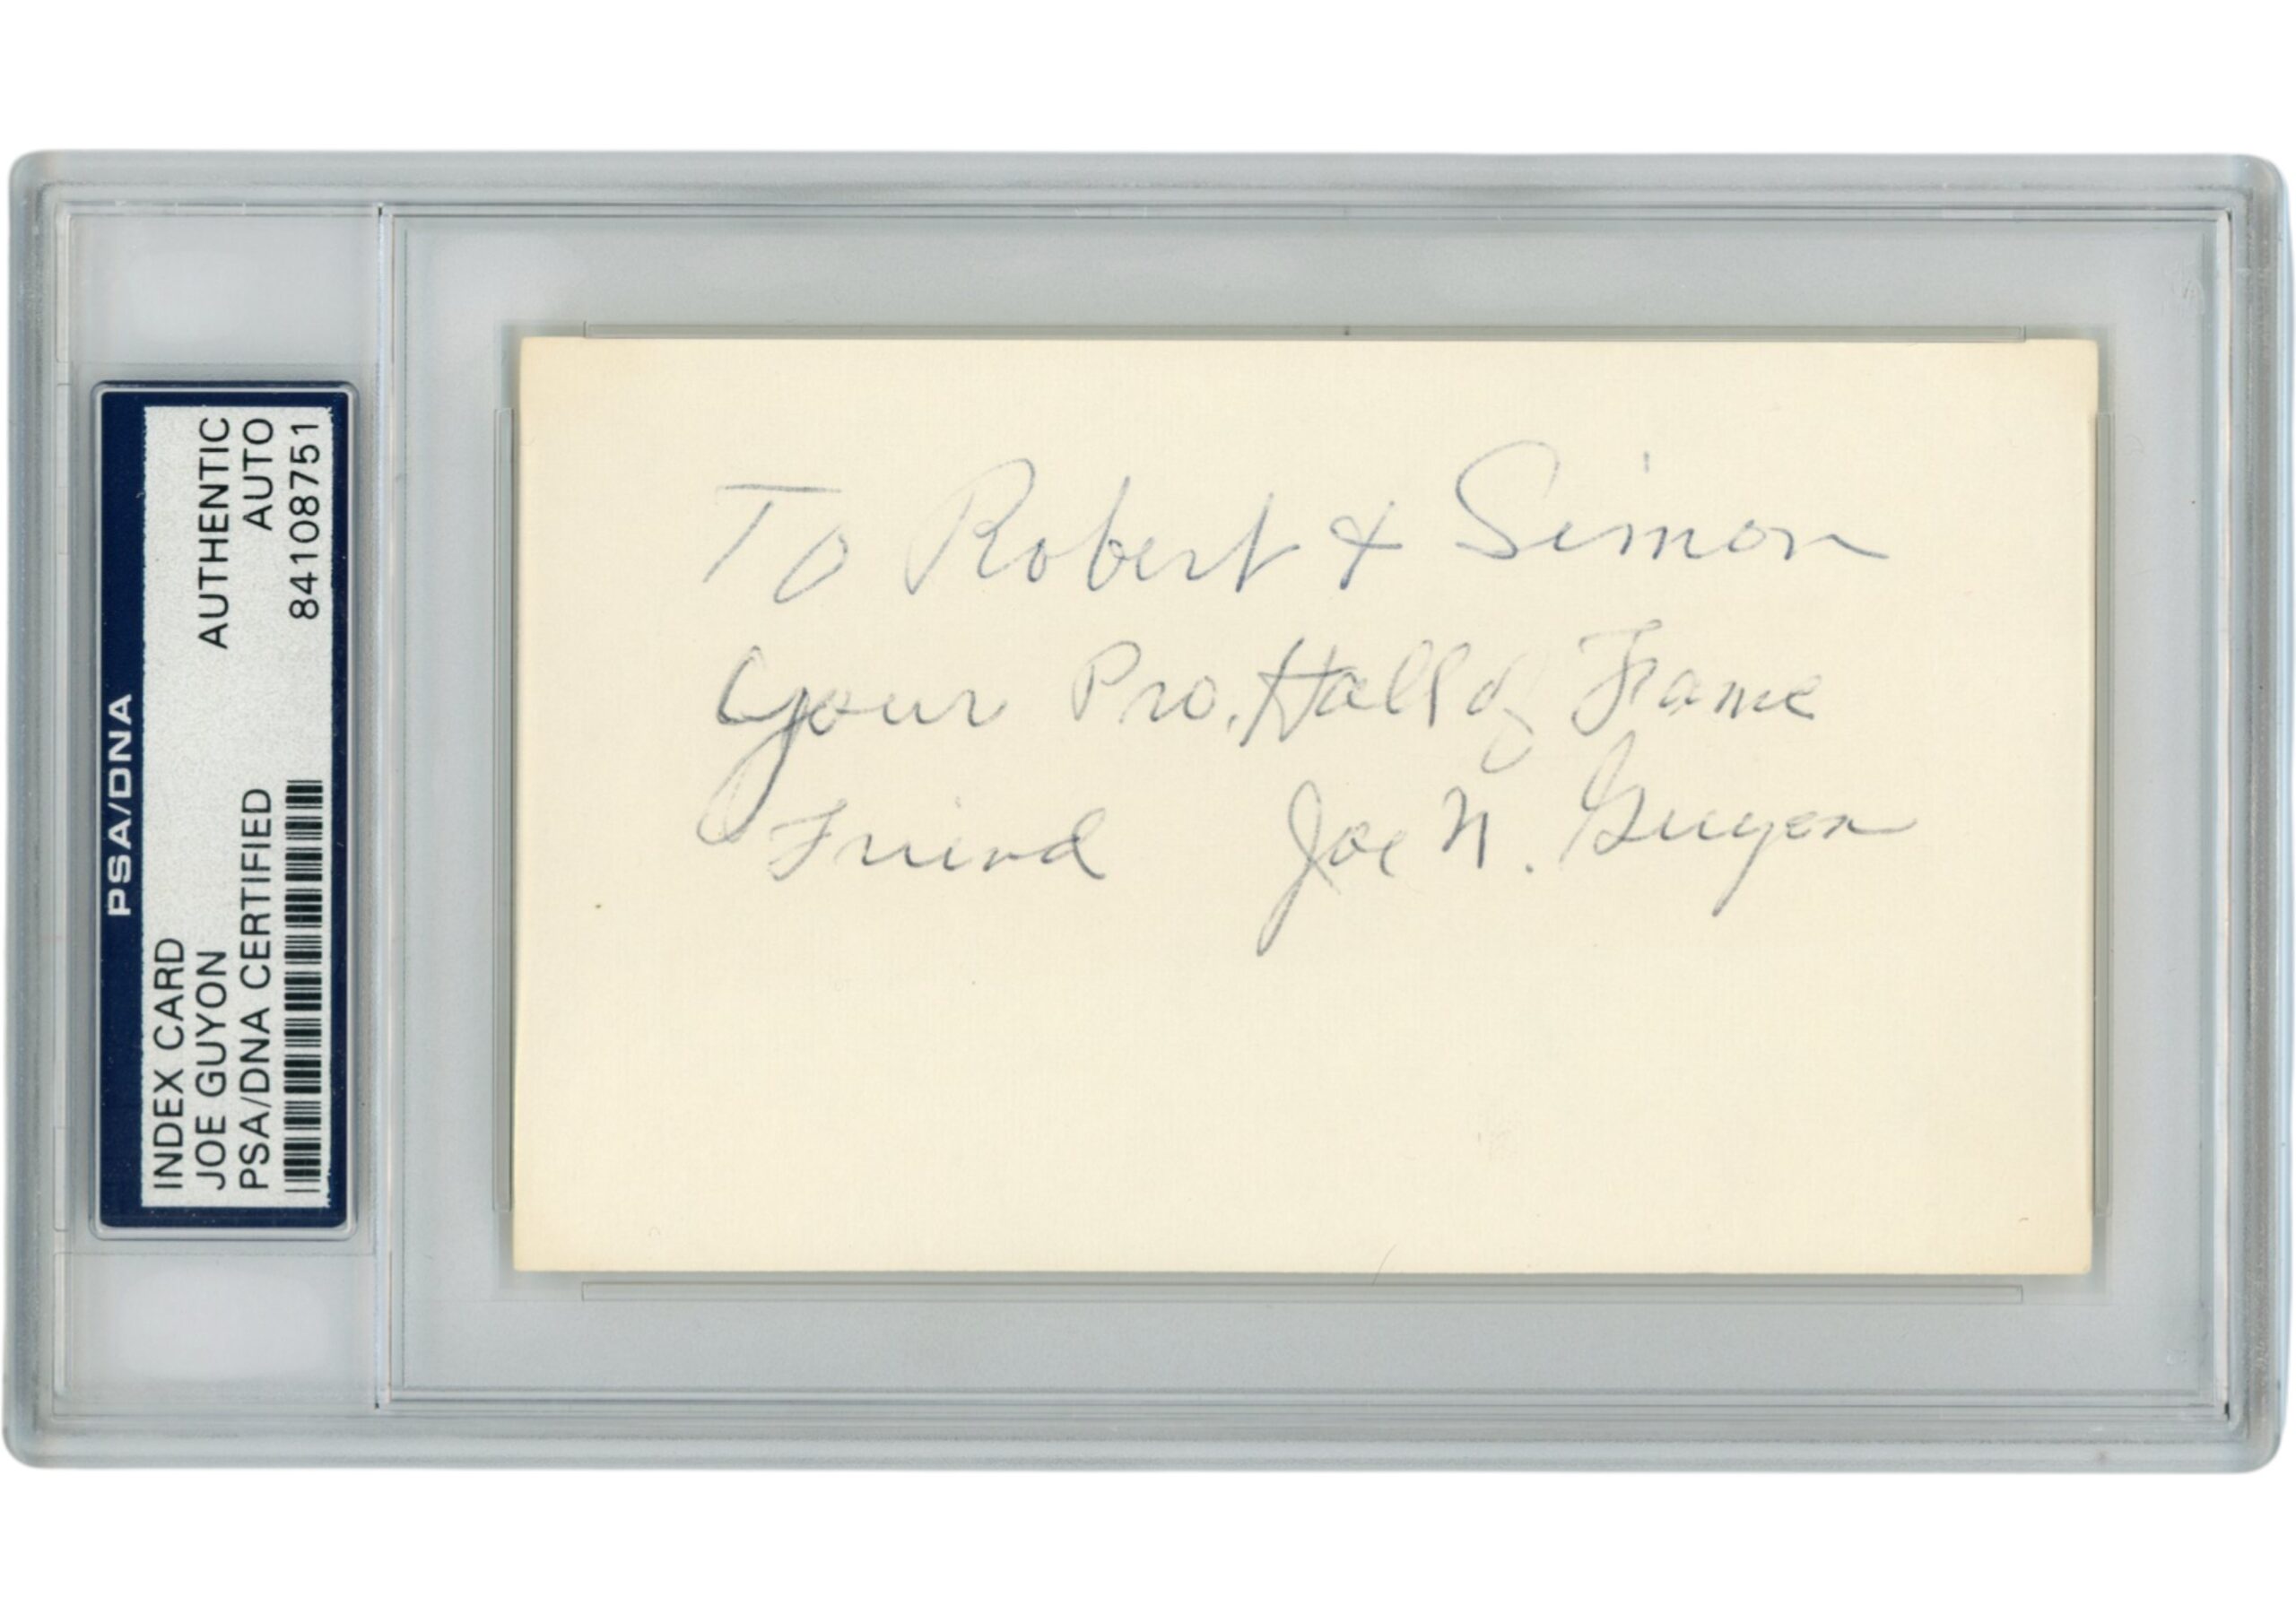 PSA/DNA
INDEX CARD AUTHENTIC
JOE GUYON AUTO
PSA/DNA CERTIFIED 84108751
To Robert & Simon
your Pro. Hall of Fame
Friend Joe N. Guyon